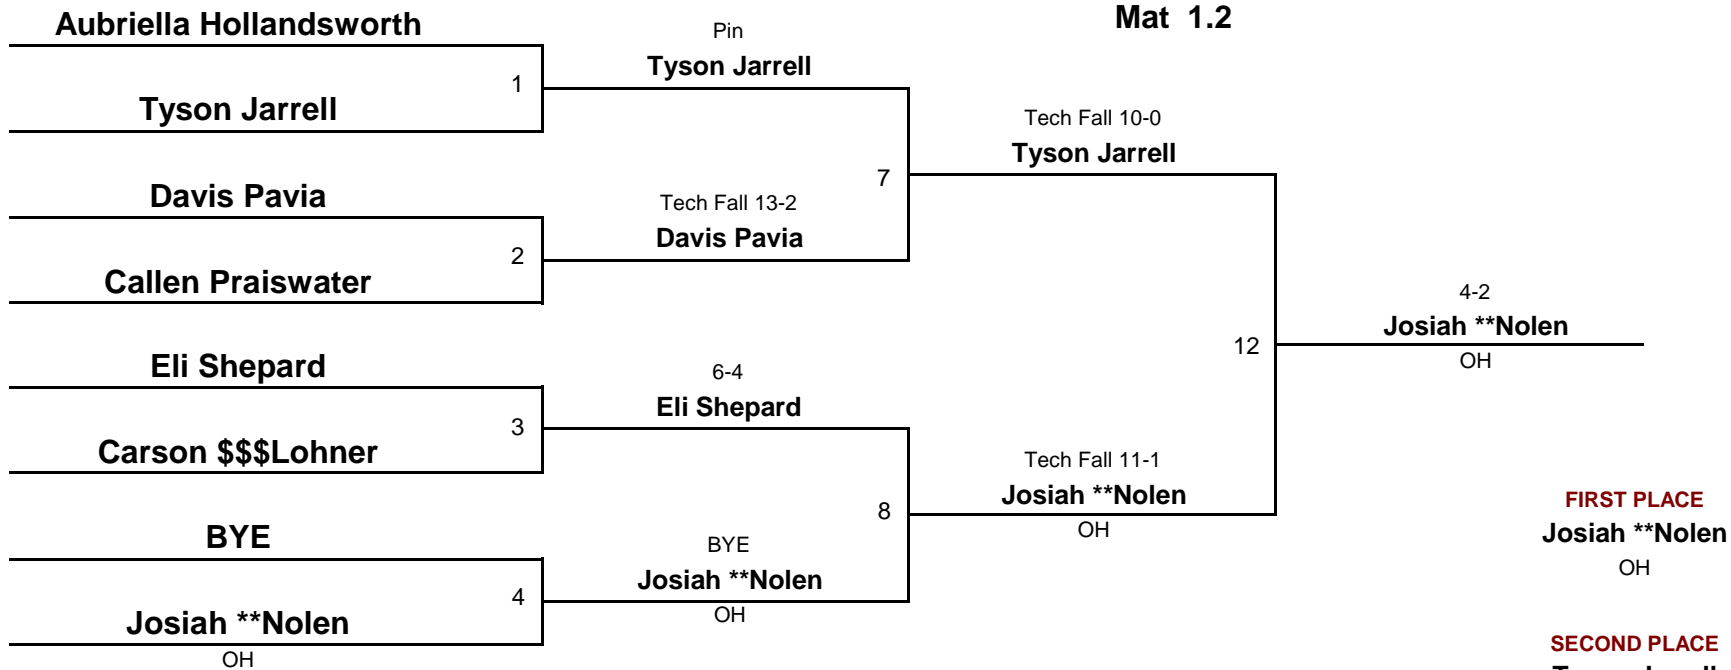 Mat 1.2
Aubriella Hollandsworth
Pin
Tyson Jarrell
1
Tyson Jarrell
Tech Fall 10-0
Tyson Jarrell
7
Davis Pavia
Tech Fall 13-2
Davis Pavia
2
Callen Praiswater
4-2
Josiah **Nolen
OH
12
Eli Shepard
6-4
Eli Shepard
3
Carson $$$Lohner
Tech Fall 11-1
Josiah **Nolen
OH
8
BYE
BYE
Josiah **Nolen
OH
4
Josiah **Nolen
OH
FIRST PLACE
Josiah **Nolen
OH
SECOND PLACE